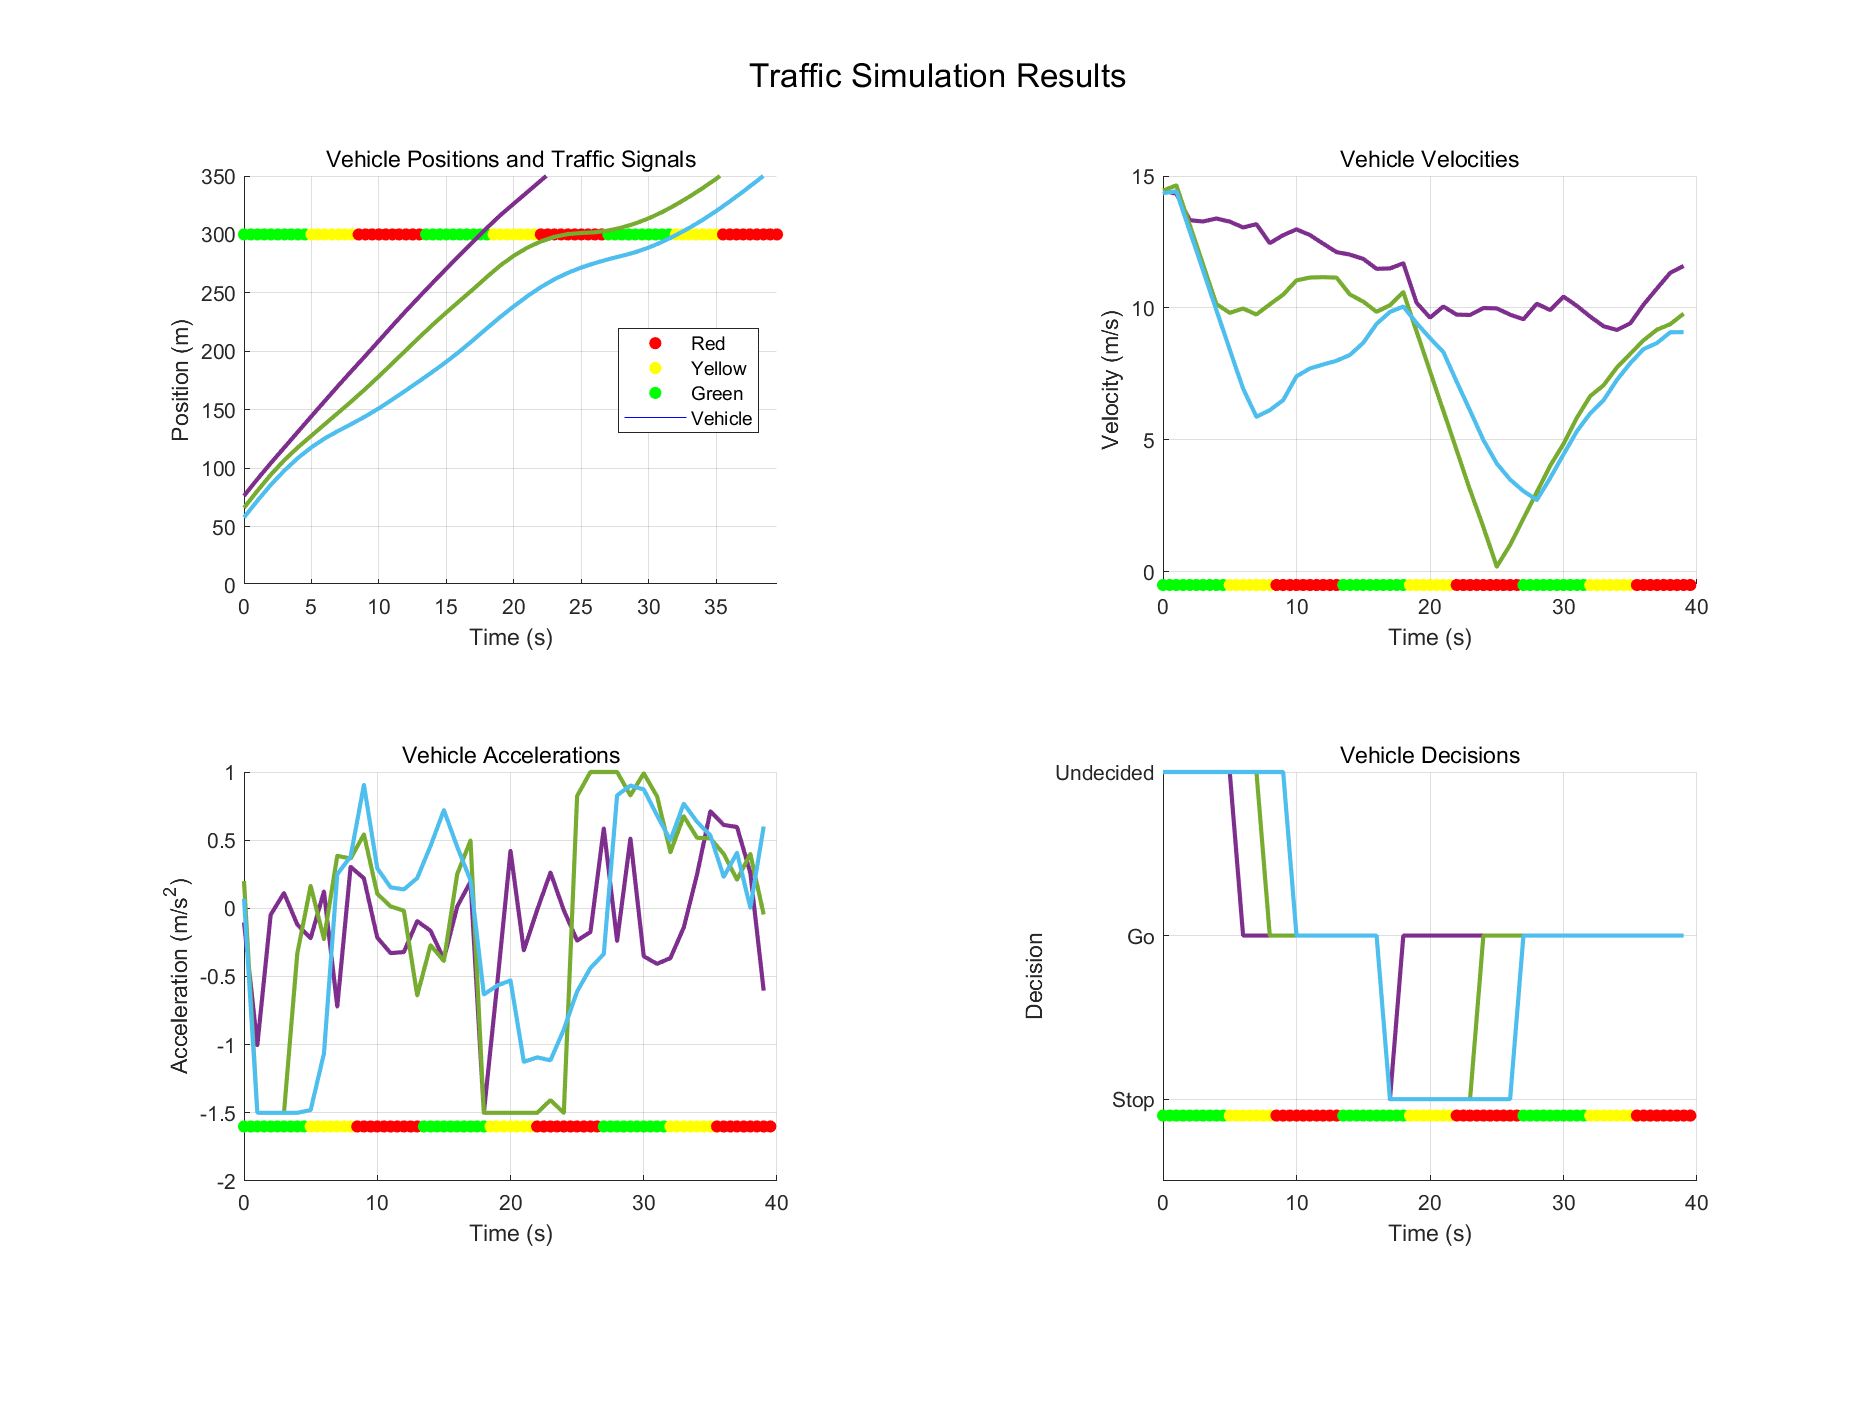 Traffic Simulation Results
Vehicle Positions and Traffic Signals
350
300
250
200
150
100
50
0
Position (m)
0 5 10 15 20 25 30 35
Time (s)
Red
Yellow
Green
Vehicle
Vehicle Velocities
15
10
5
0
Velocity (m/s)
0 10 20 30 40
Time (s)
Vehicle Accelerations
1
0.5
0
-0.5
-1
-1.5
-2
Acceleration (m/s²)
0 10 20 30 40
Time (s)
Vehicle Decisions
Undecided
Go
Stop
Decision
0 10 20 30 40
Time (s)